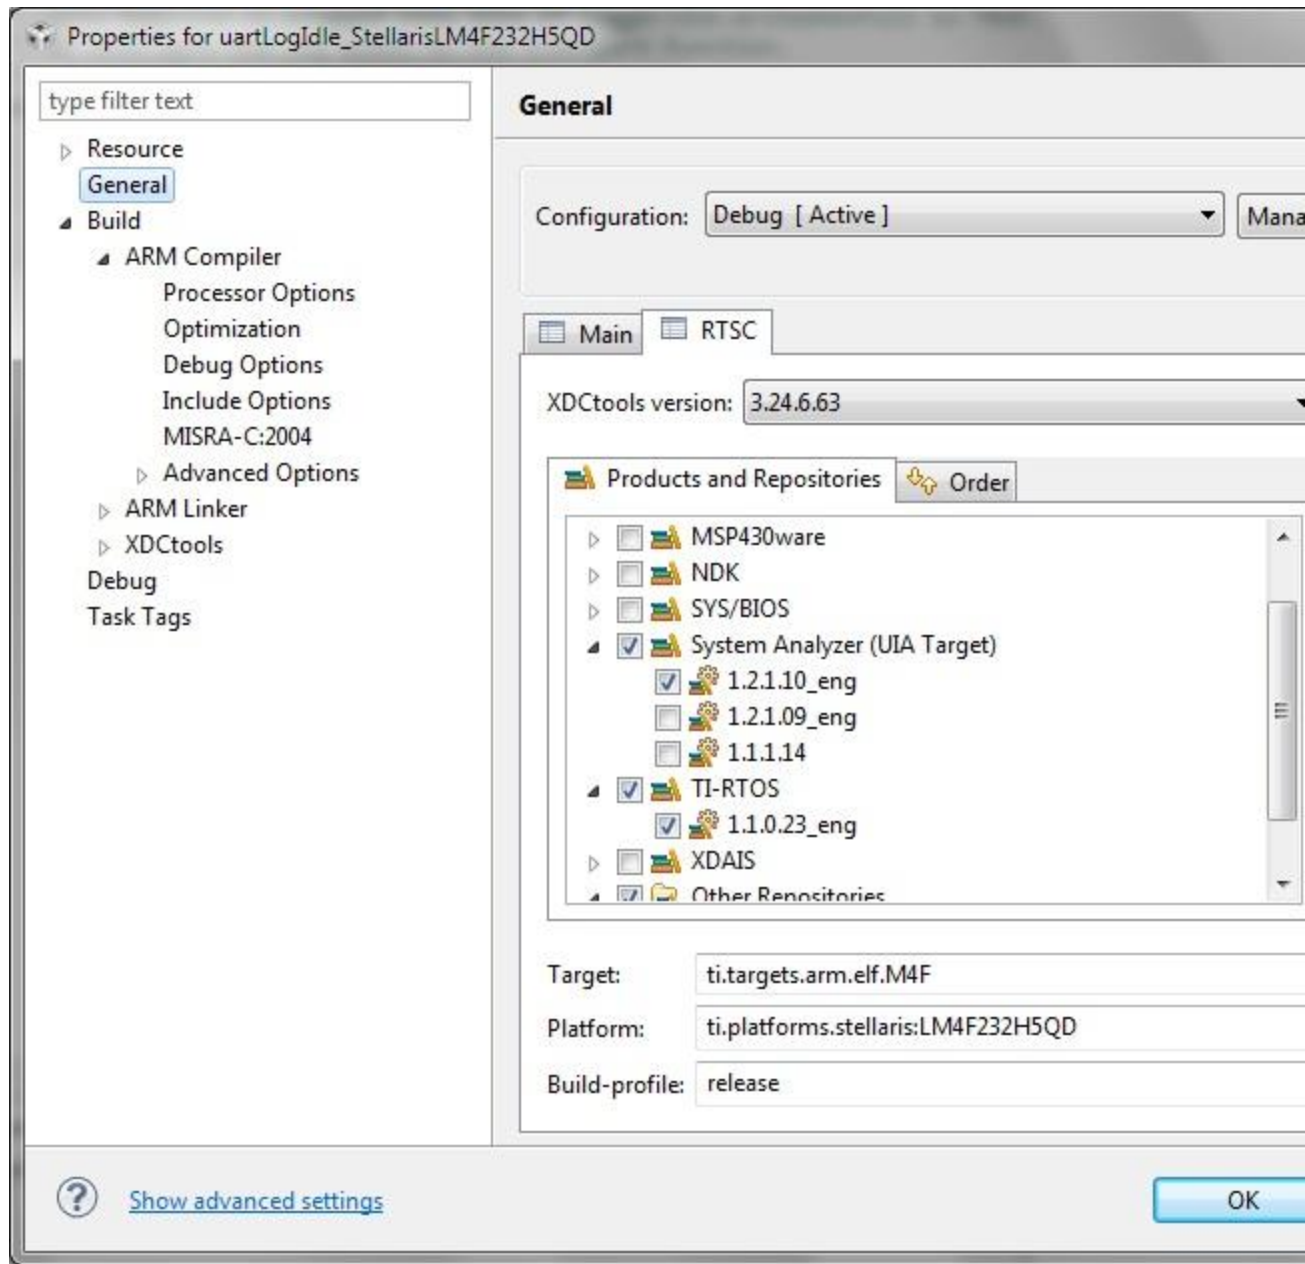 Properties for uartLogIdle_StellarisLM4F232H5QD
type filter text
Resource
General
Build
ARM Compiler
Processor Options
Optimization
Debug Options
Include Options
MISRA-C:2004
Advanced Options
ARM Linker
XDCtools
Debug
Task Tags
General
Configuration: Debug [ Active ] Mana
Main RTSC
XDCtools version: 3.24.6.63
Products and Repositories Order
MSP430ware
NDK
SYS/BIOS
System Analyzer (UIA Target)
1.2.1.10_eng
1.2.1.09_eng
1.1.1.14
TI-RTOS
1.1.0.23_eng
XDAIS
Other Repositories
Target: ti.targets.arm.elf.M4F
Platform: ti.platforms.stellaris:LM4F232H5QD
Build-profile: release
? Show advanced settings OK